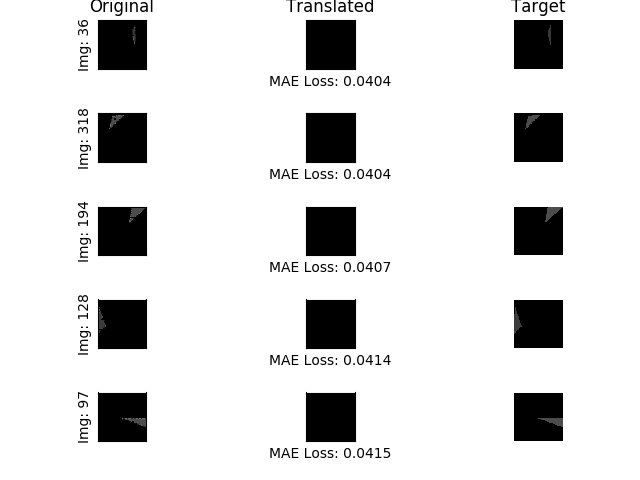 Original Translated Target
Img: 36
MAE Loss: 0.0404
Img: 318
MAE Loss: 0.0404
Img: 194
MAE Loss: 0.0407
Img: 128
MAE Loss: 0.0414
Img: 97
MAE Loss: 0.0415